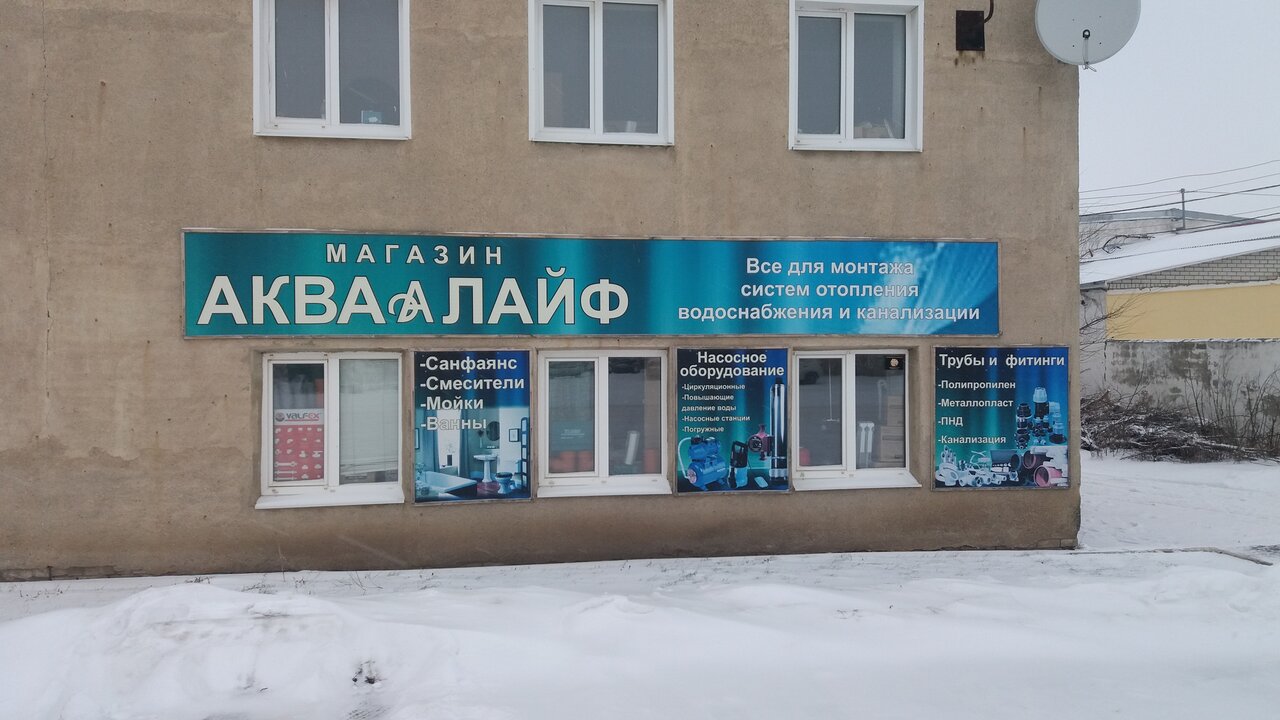 МАГАЗИН
АКВА ЛАЙФ
Все для монтажа
систем отопления
водоснабжения и канализации
VALFEX
-Санфаянс
-Смесители
-Мойки
-Ванны
Насосное
оборудование
-Циркуляционные
-Повышающие
давление воды
-Насосные станции
-Погружные
Трубы и фитинги
-Полипропилен
-Металлопласт
-ПНД
-Канализация